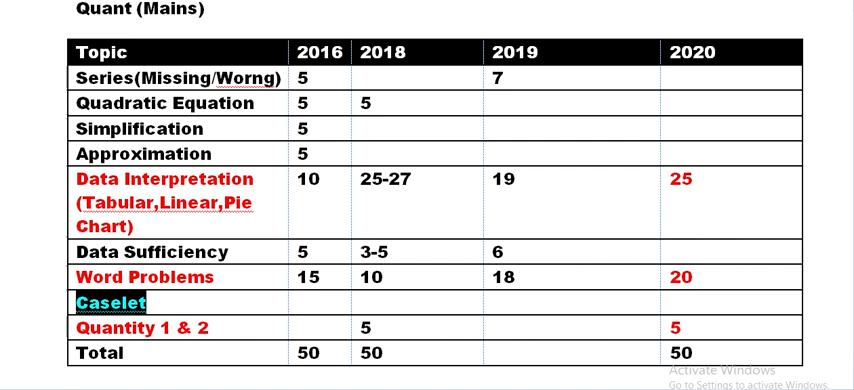 Quant (Mains)
Topic 2016 2018 2019 2020
Series(Missing/Worng) 5 7
Quadratic Equation 5 5
Simplification 5
Approximation 5
Data Interpretation 10 25-27 19 25
(Tabular,Linear,Pie
Chart)
Data Sufficiency 5 3-5 6
Word Problems 15 10 18 20
Caselet
Quantity 1 & 2 5 5
Total 50 50 50
Activate Windows
Go to Settings to activate Windows.